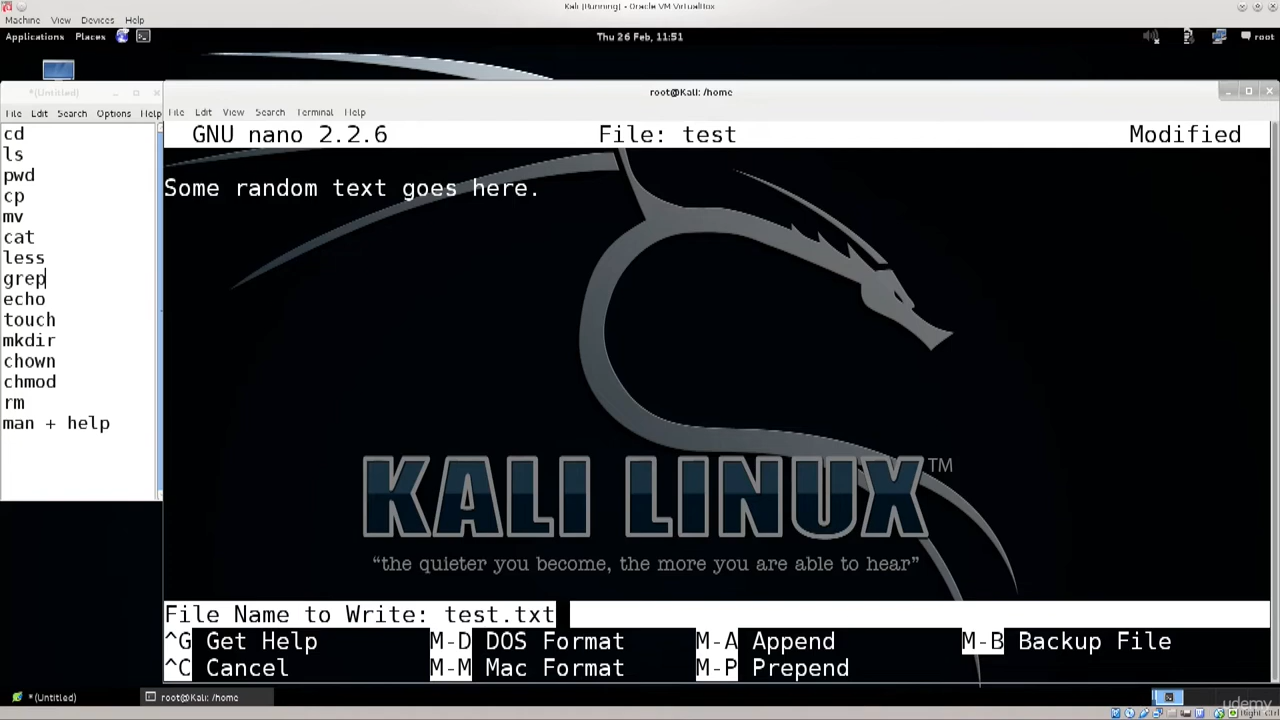 Kali [Running] - Oracle VM VirtualBox
Machine View Devices Help
Applications Places Thu 26 Feb, 11:51 root
*(Untitled)
File Edit Search Options Help
cd
ls
pwd
cp
mv
cat
less
grep
echo
touch
mkdir
chown
chmod
rm
man + help
root@Kali: /home
File Edit View Search Terminal Help
GNU nano 2.2.6 File: test Modified
Some random text goes here.
KALI LINUX TM
“the quieter you become, the more you are able to hear”
File Name to Write: test.txt
^G Get Help M-D DOS Format M-A Append M-B Backup File
^C Cancel M-M Mac Format M-P Prepend
*(Untitled) root@Kali: /home
udemy
Right Ctrl